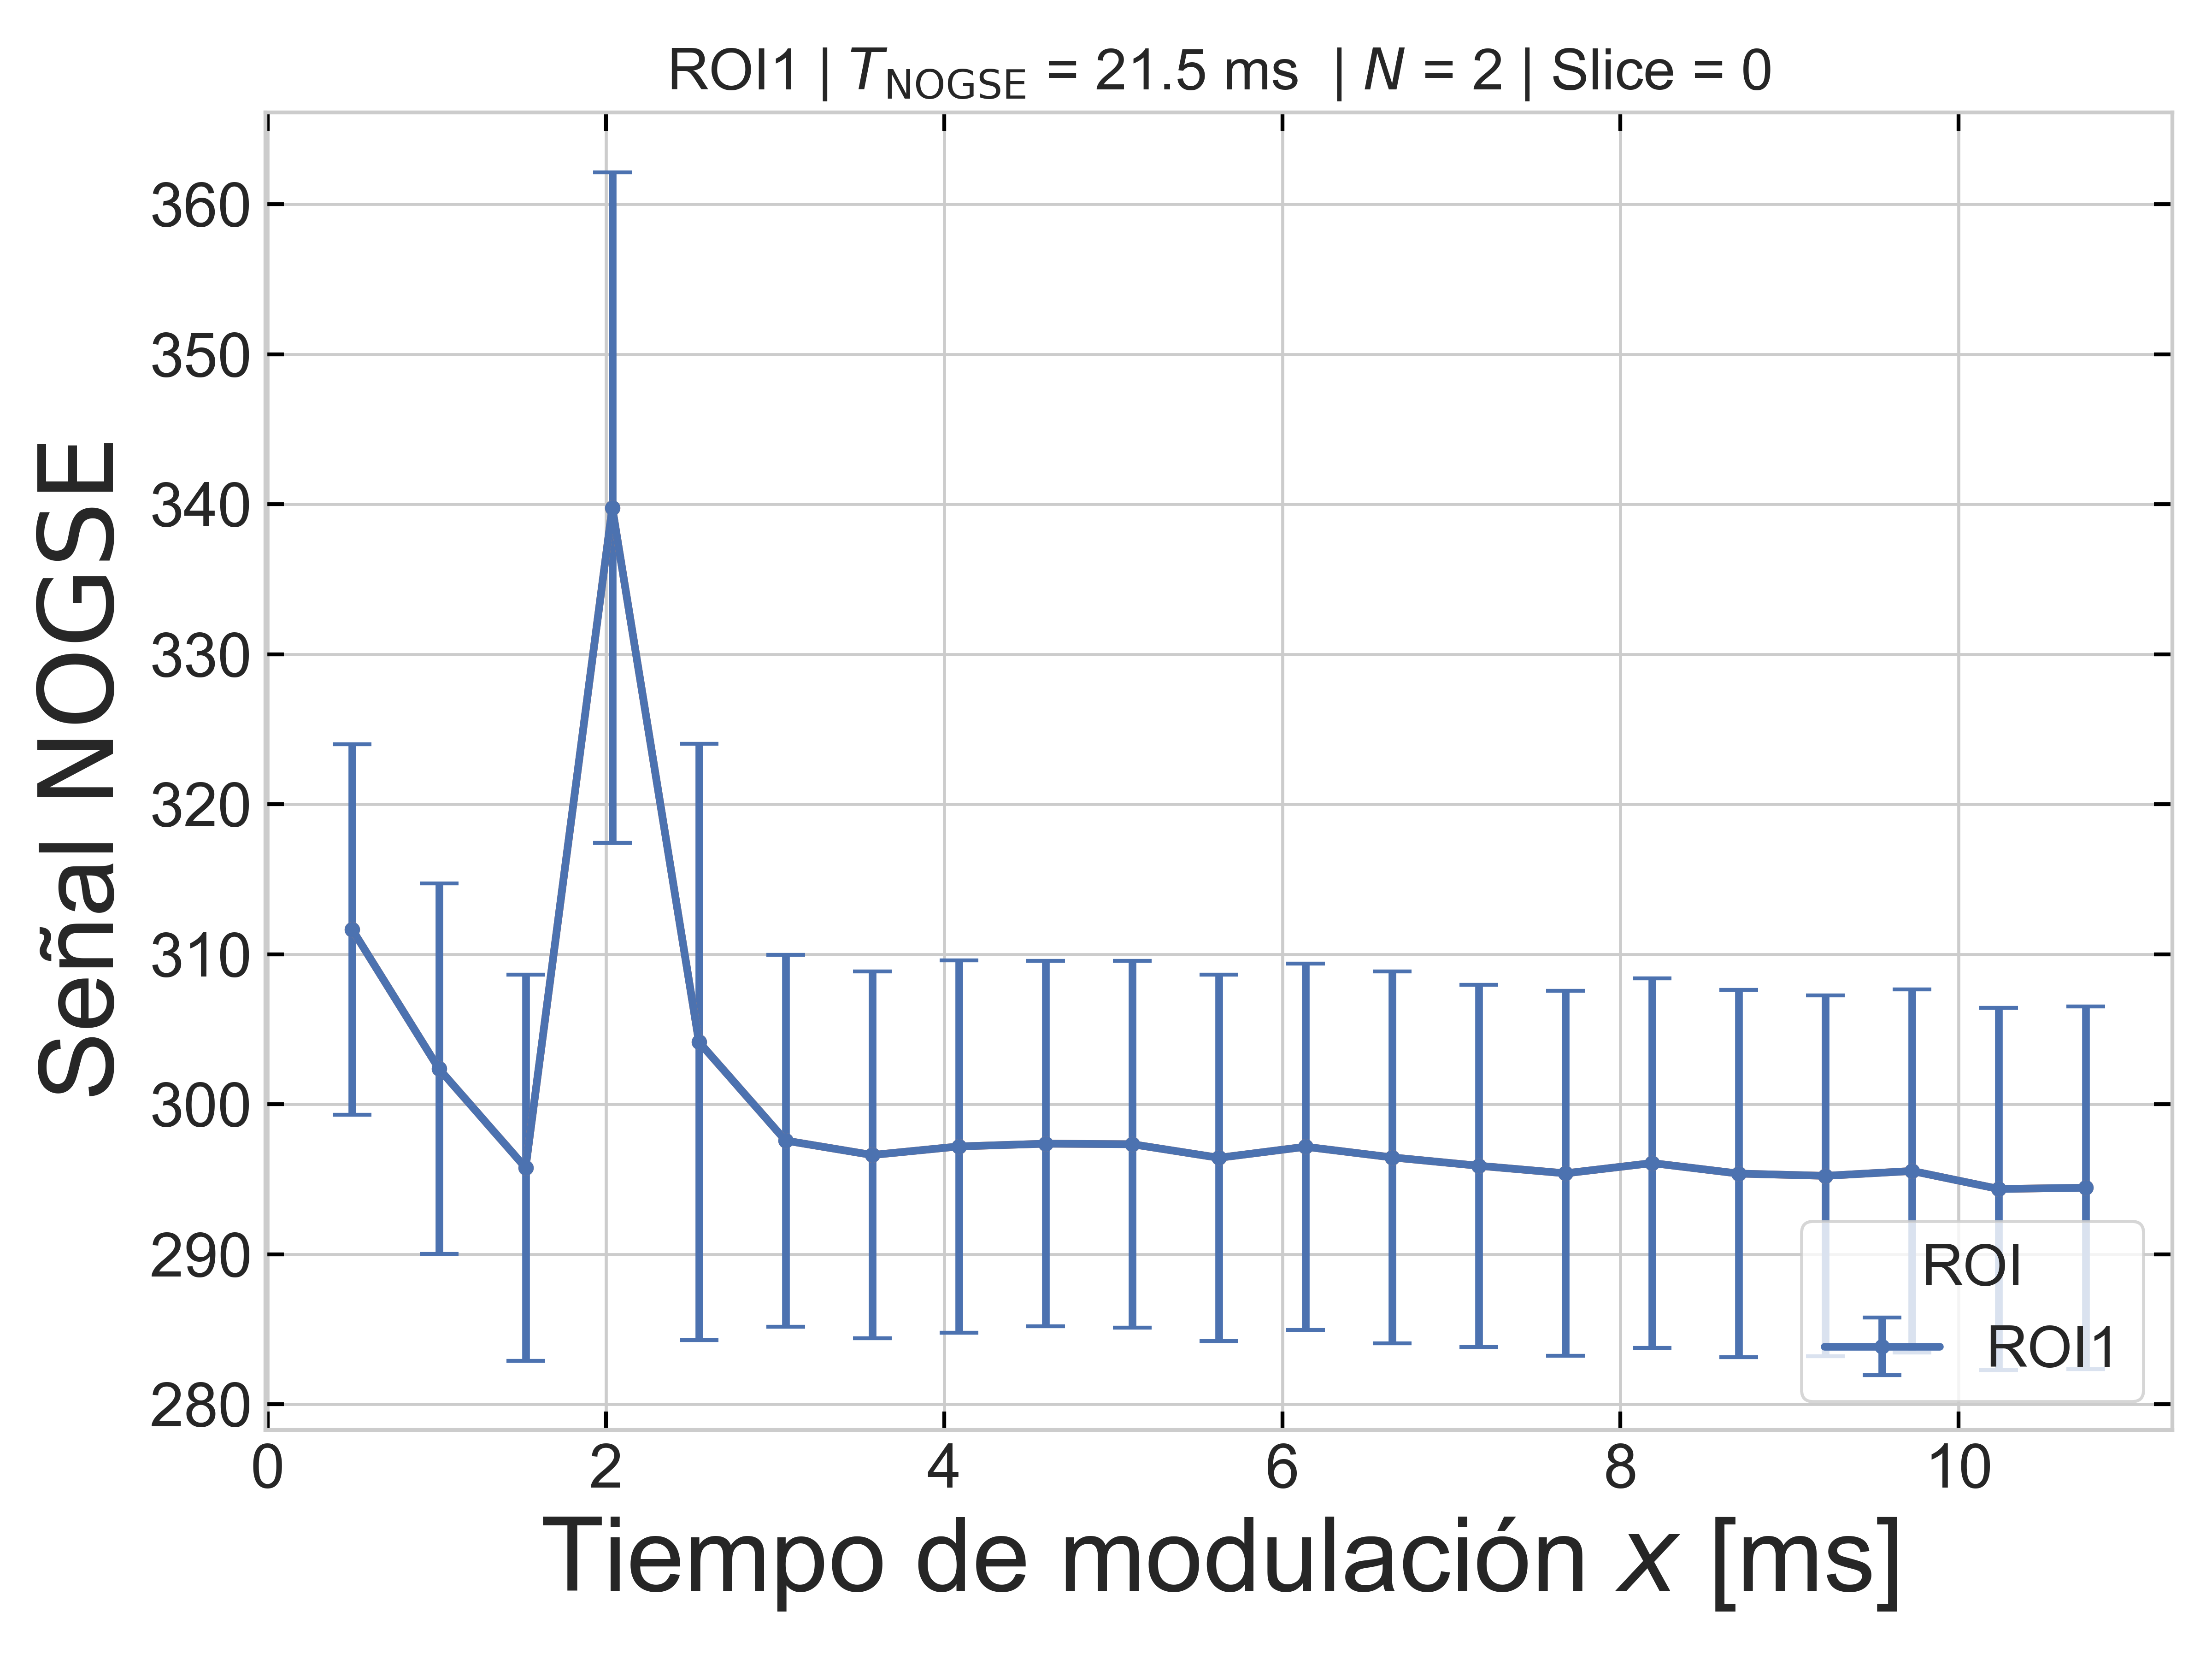 ROI1 | T_NOGSE = 21.5 ms | N = 2 | Slice = 0
Señal NOGSE
360
350
340
330
320
310
300
290
280
ROI
ROI1
0 2 4 6 8 10
Tiempo de modulación x [ms]